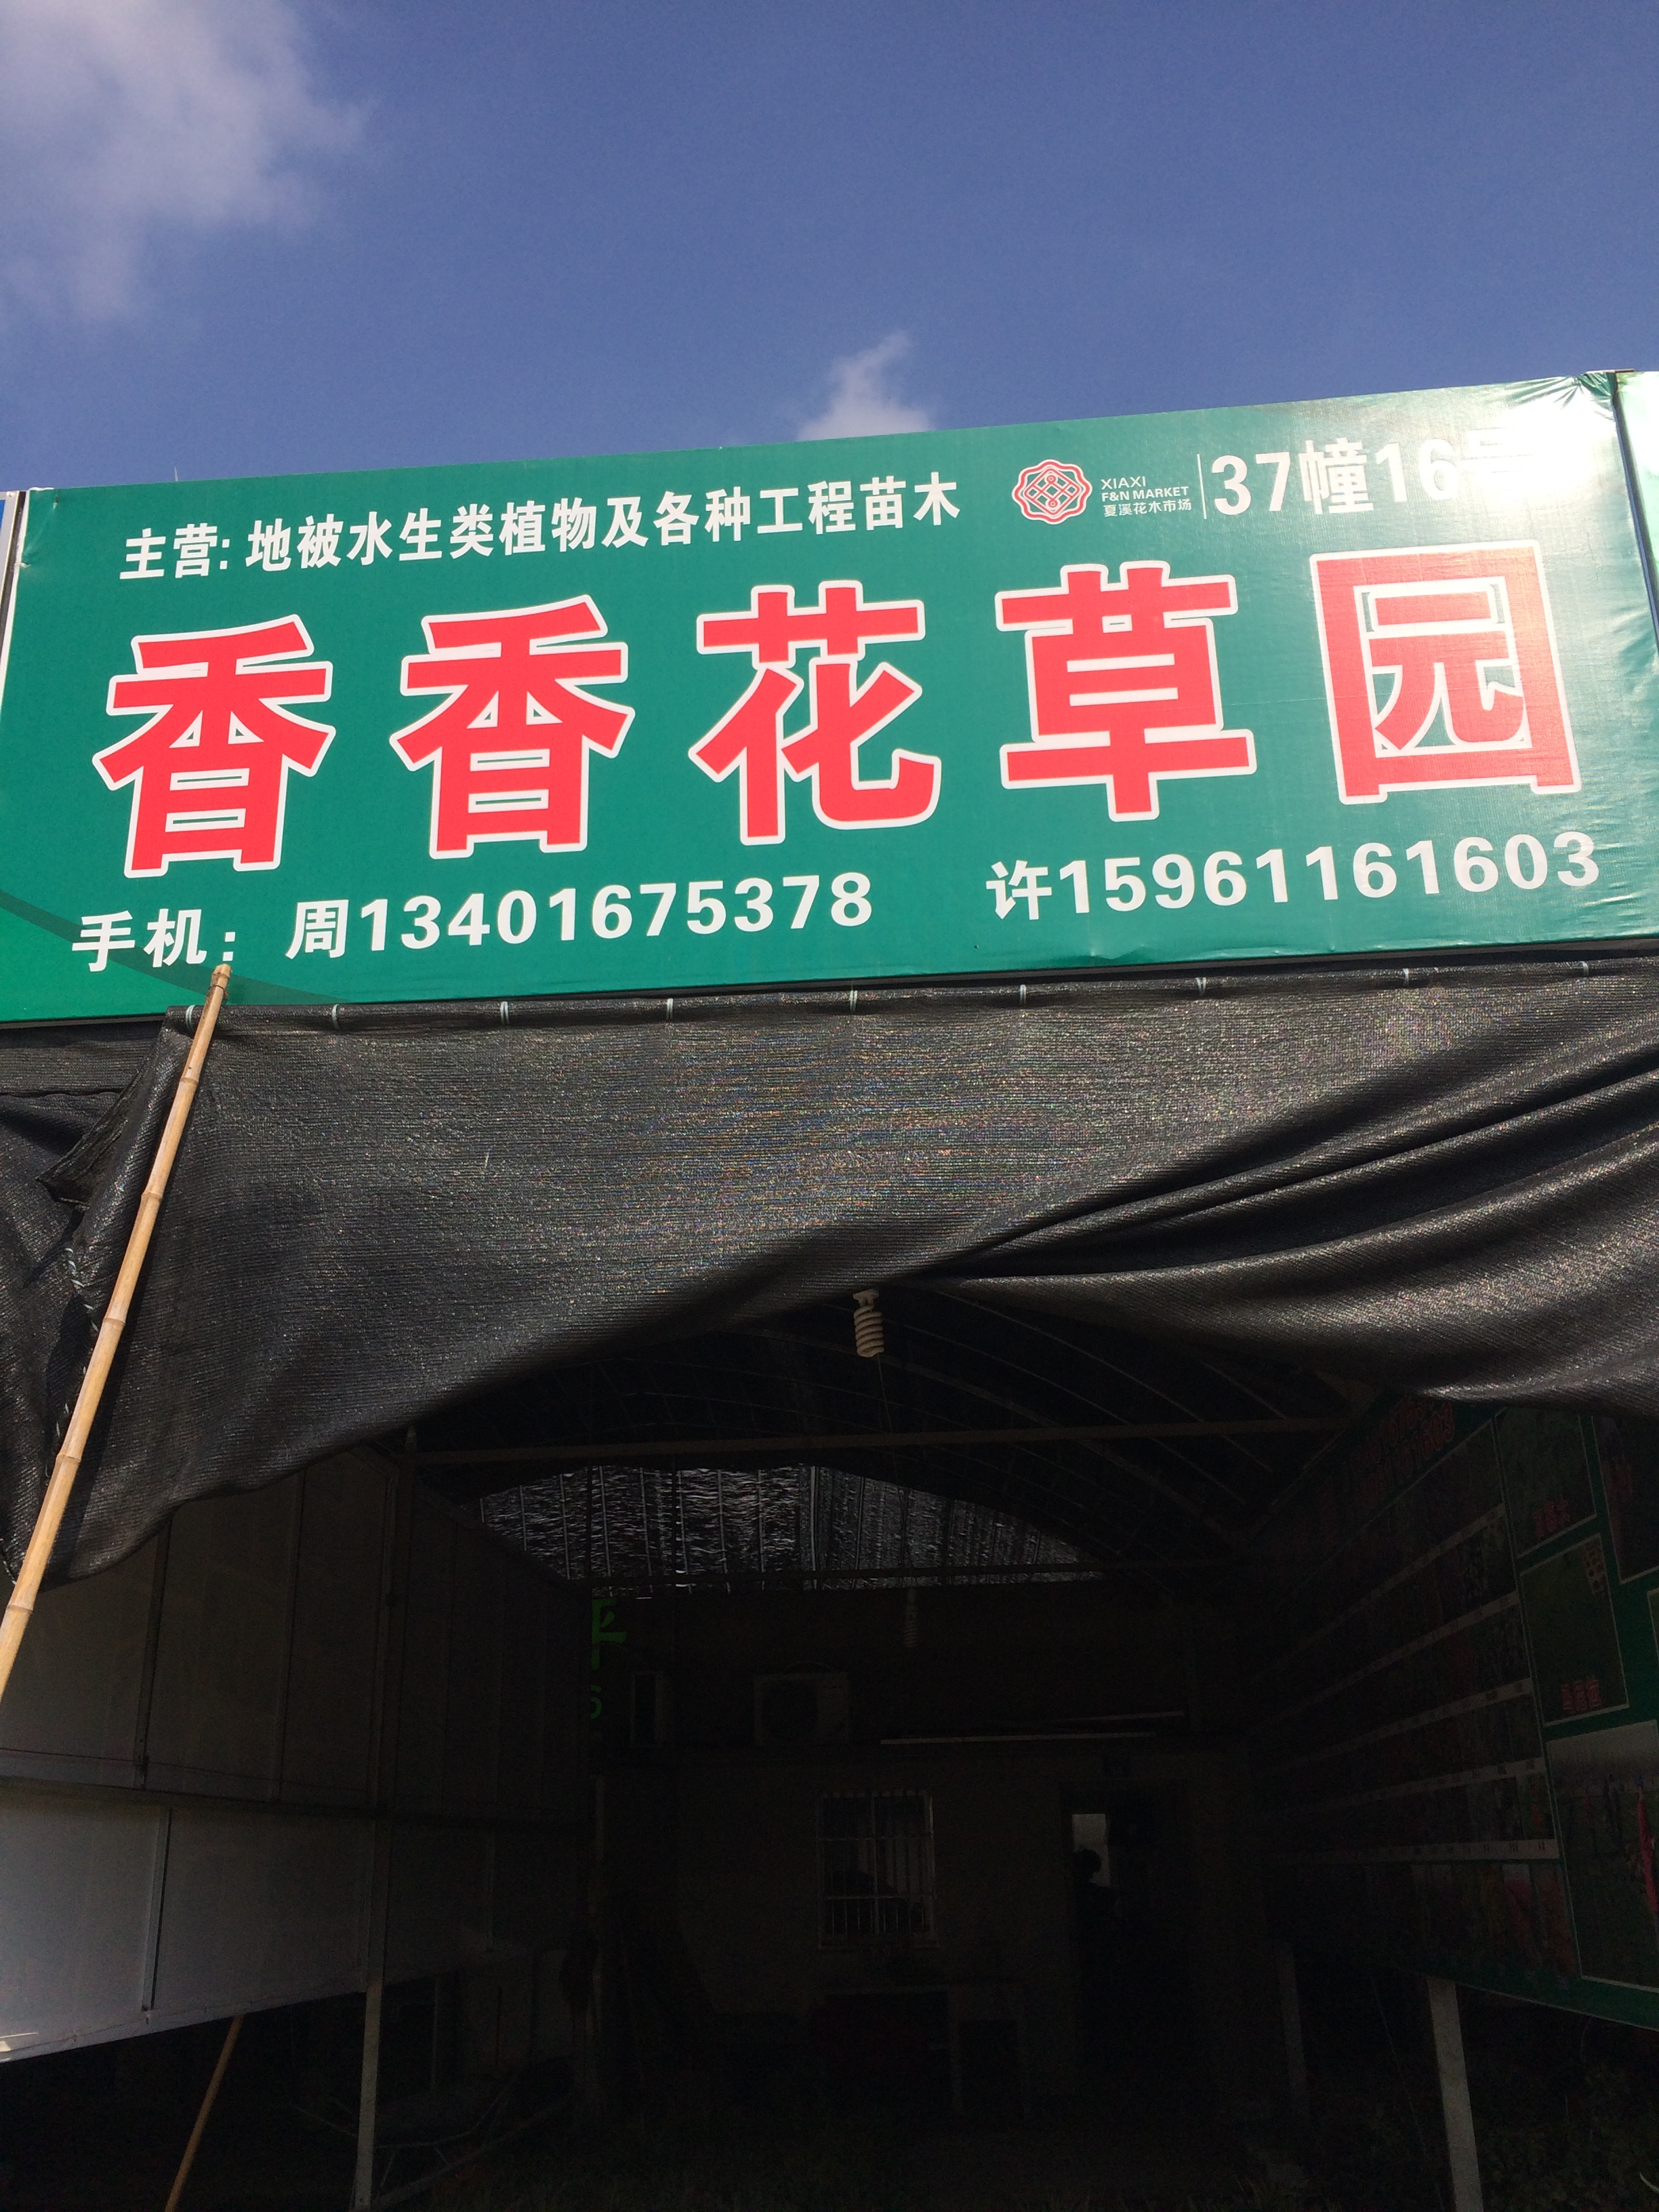 主营: 地被水生类植物及各种工程苗木
XIAXI
F&N MARKET
夏溪花木市场
37幢16号
香香花草园
手机: 周13401675378 许15961161603
平
6